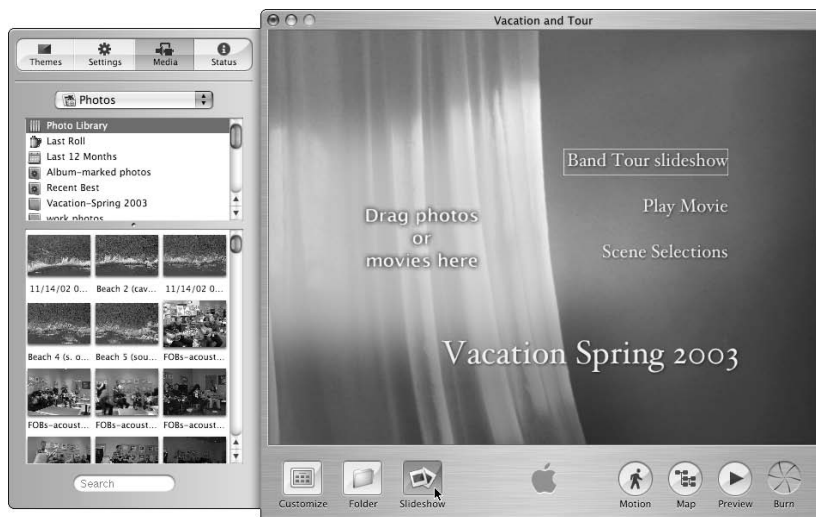 Vacation and Tour
Themes Settings Media Status
Photos
Photo Library
Last Roll
Last 12 Months
Album-marked photos
Recent Best
Vacation-Spring 2003
work photos
11/14/02 0... Beach 2 (cav... 11/14/02 0...
Beach 4 (s. o... Beach 5 (sou... FOBs-acoust...
FOBs-acoust... FOBs-acoust... FOBs-acoust...
Search
Drag photos
or
movies here
Band Tour slideshow
Play Movie
Scene Selections
Vacation Spring 2003
Customize Folder Slideshow Motion Map Preview Burn